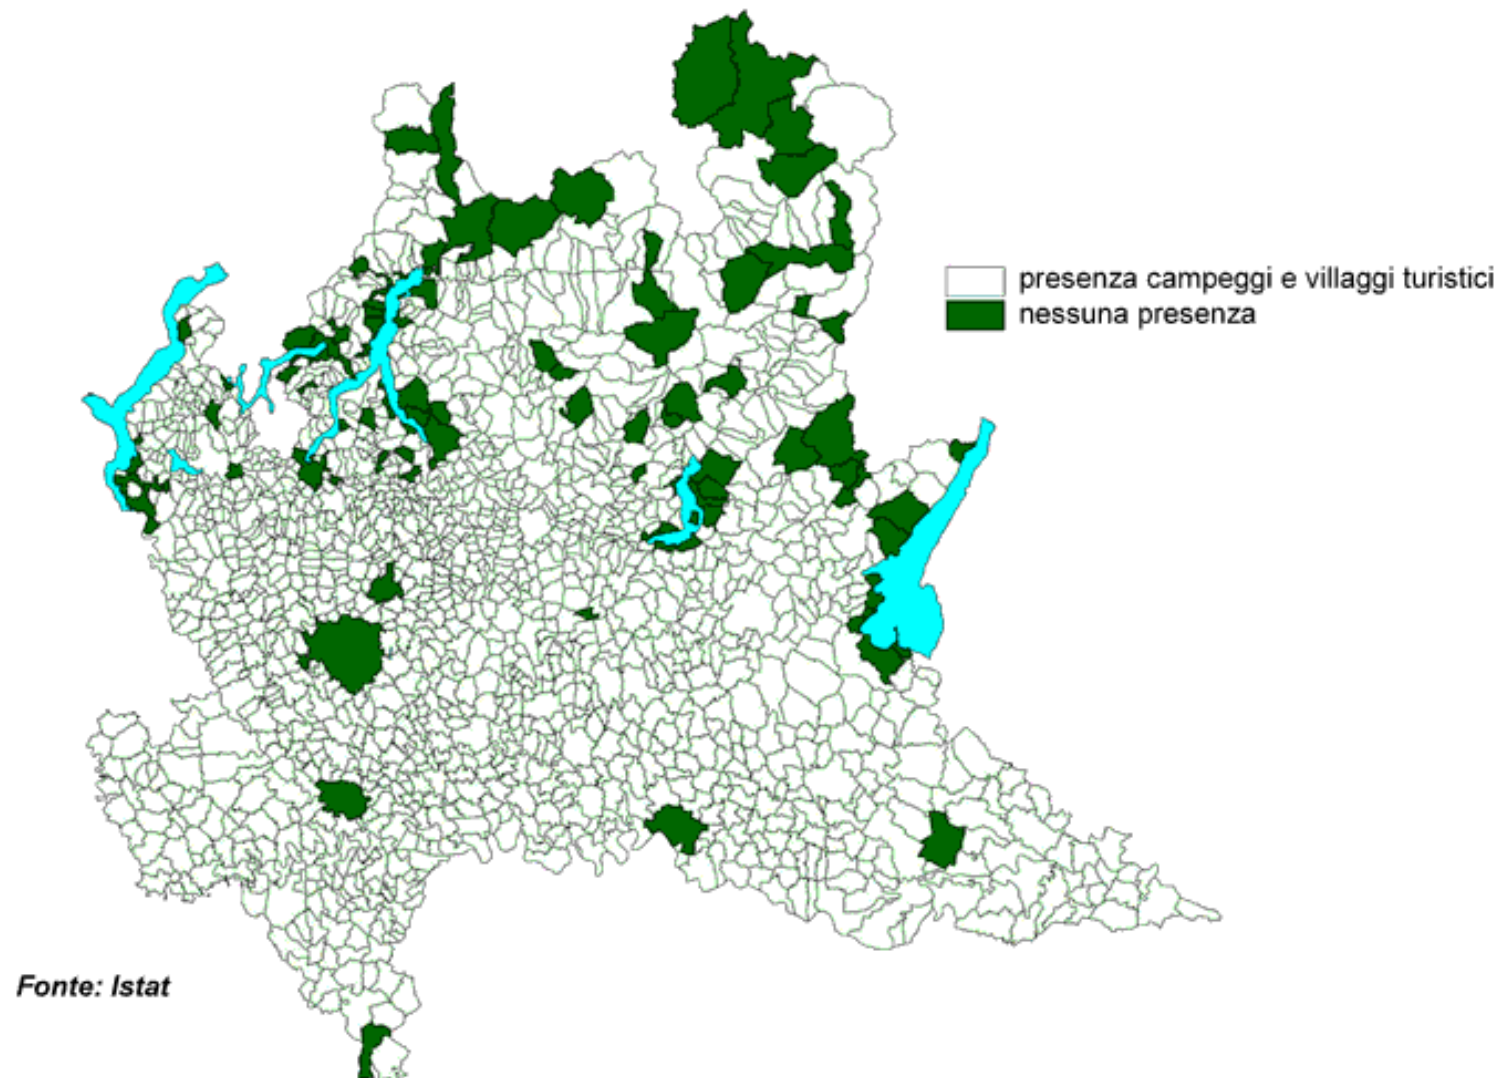 presenza campeggi e villaggi turistici
nessuna presenza
Fonte: Istat